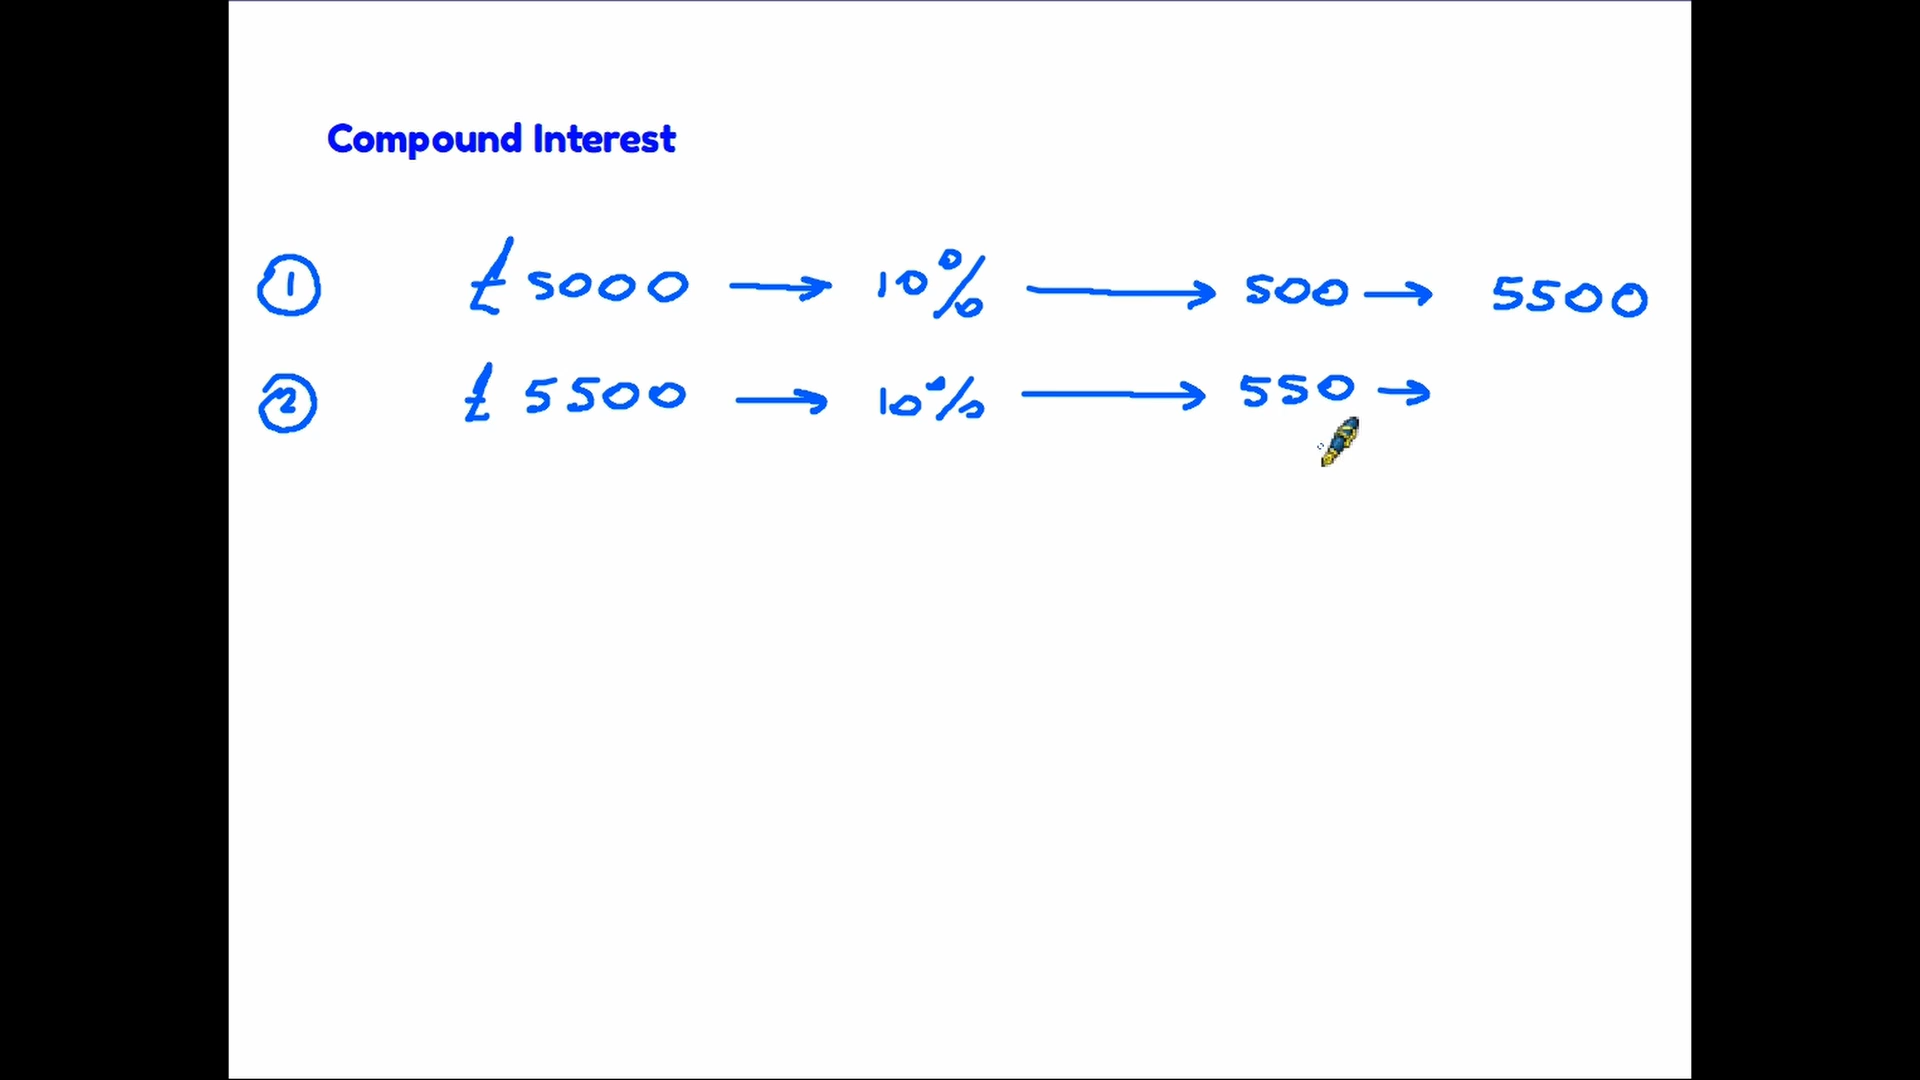 Compound Interest
① £5000 → 10% → 500 → 5500
② £5500 → 10% → 550 →